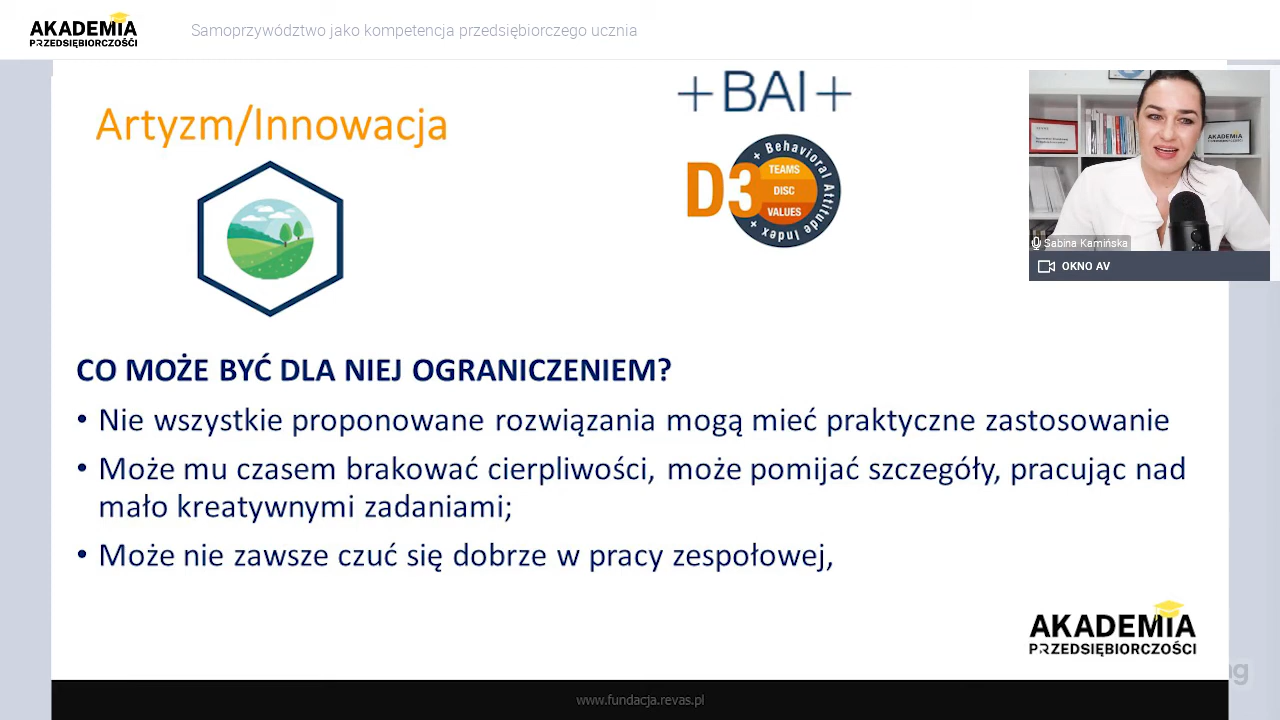 AKADEMIA
PRZEDSIĘBIORCZOŚCI
Samoprzywództwo jako kompetencja przedsiębiorczego ucznia
Artyzm/Innowacja
+BAI+
D3
+ Behavioral Attitude Index +
TEAMS
DISC
VALUES
AKADEMIA
Sabina Kamińska
OKNO AV
CO MOŻE BYĆ DLA NIEJ OGRANICZENIEM?
• Nie wszystkie proponowane rozwiązania mogą mieć praktyczne zastosowanie
• Może mu czasem brakować cierpliwości, może pomijać szczegóły, pracując nad
mało kreatywnymi zadaniami;
• Może nie zawsze czuć się dobrze w pracy zespołowej,
AKADEMIA
PRZEDSIĘBIORCZOŚCI
www.fundacja.revas.pl